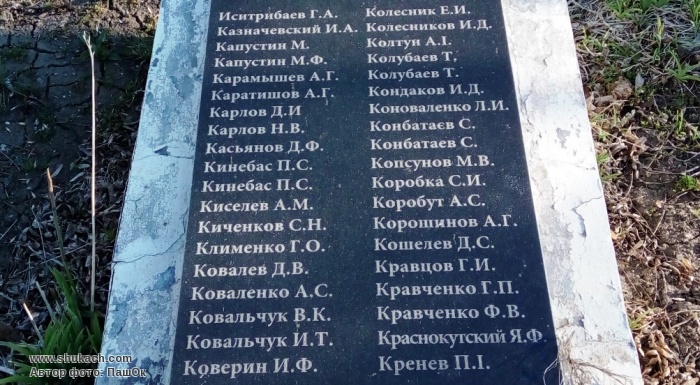 Иситрибаев Г.А.
Казначевский И.А.
Капустин М.
Капустин М.Ф.
Карамышев А.Г.
Каратишов А.Г.
Карлов Д.И
Карлов Н.В.
Касьянов Д.Ф.
Кинебас П.С.
Кинебас П.С.
Киселев А.М.
Киченков С.Н.
Клименко Г.О.
Ковалев Д.В.
Коваленко А.С.
Ковальчук В.К.
Ковальчук И.Т.
Коверин И.Ф.
Колесник Е.И.
Колесников И.Д.
Колтун А.І.
Колубаев Т.
Колубаев Т.
Кондаков И.Д.
Коноваленко Л.И.
Конбатаєв С.
Конбатаев С.
Копсунов М.В.
Коробка С.И.
Коробут А.С.
Корошинов А.Г.
Кошелев Д.С.
Кравцов Г.И.
Кравченко Г.П.
Кравченко Ф.В.
Краснокутский Я.Ф.
Кренев П.І.
www.shukach.com
Автор фото: Пашок